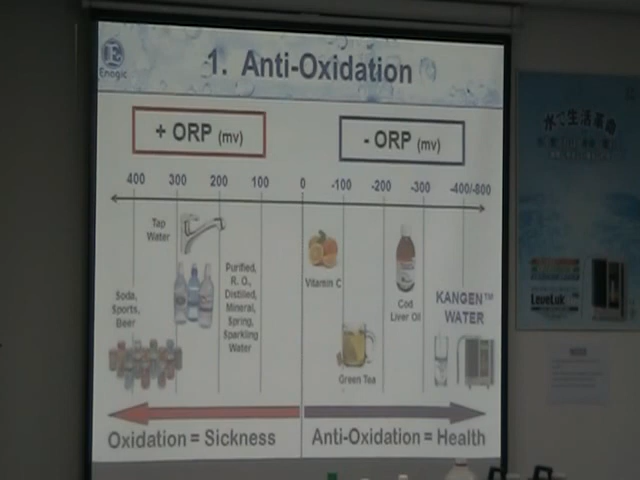 Enagic
1. Anti-Oxidation
+ ORP (mv)
- ORP (mv)
400 300 200 100 0 -100 -200 -300 -400/-800
Tap
Water
Soda,
Sports,
Beer
Purified,
R. O.,
Distilled,
Mineral,
Spring,
Sparkling
Water
Vitamin C
Green Tea
Cod
Liver Oil
KANGEN™
WATER
Oxidation = Sickness
Anti-Oxidation = Health
LeveLuk